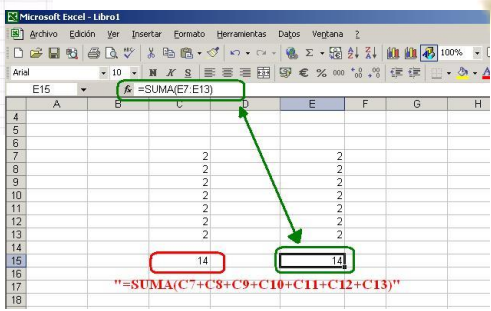 Microsoft Excel - Libro1
Archivo Edición Ver Insertar Formato Herramientas Datos Ventana ?
100%
Arial 10 N K S € % 000
E15 fx =SUMA(E7:E13)
A B C D E F G H
4
5
6
7 2 2
8 2 2
9 2 2
10 2 2
11 2 2
12 2 2
13 2 2
14
15 14 14
16
17 "=SUMA(C7+C8+C9+C10+C11+C12+C13)"
18